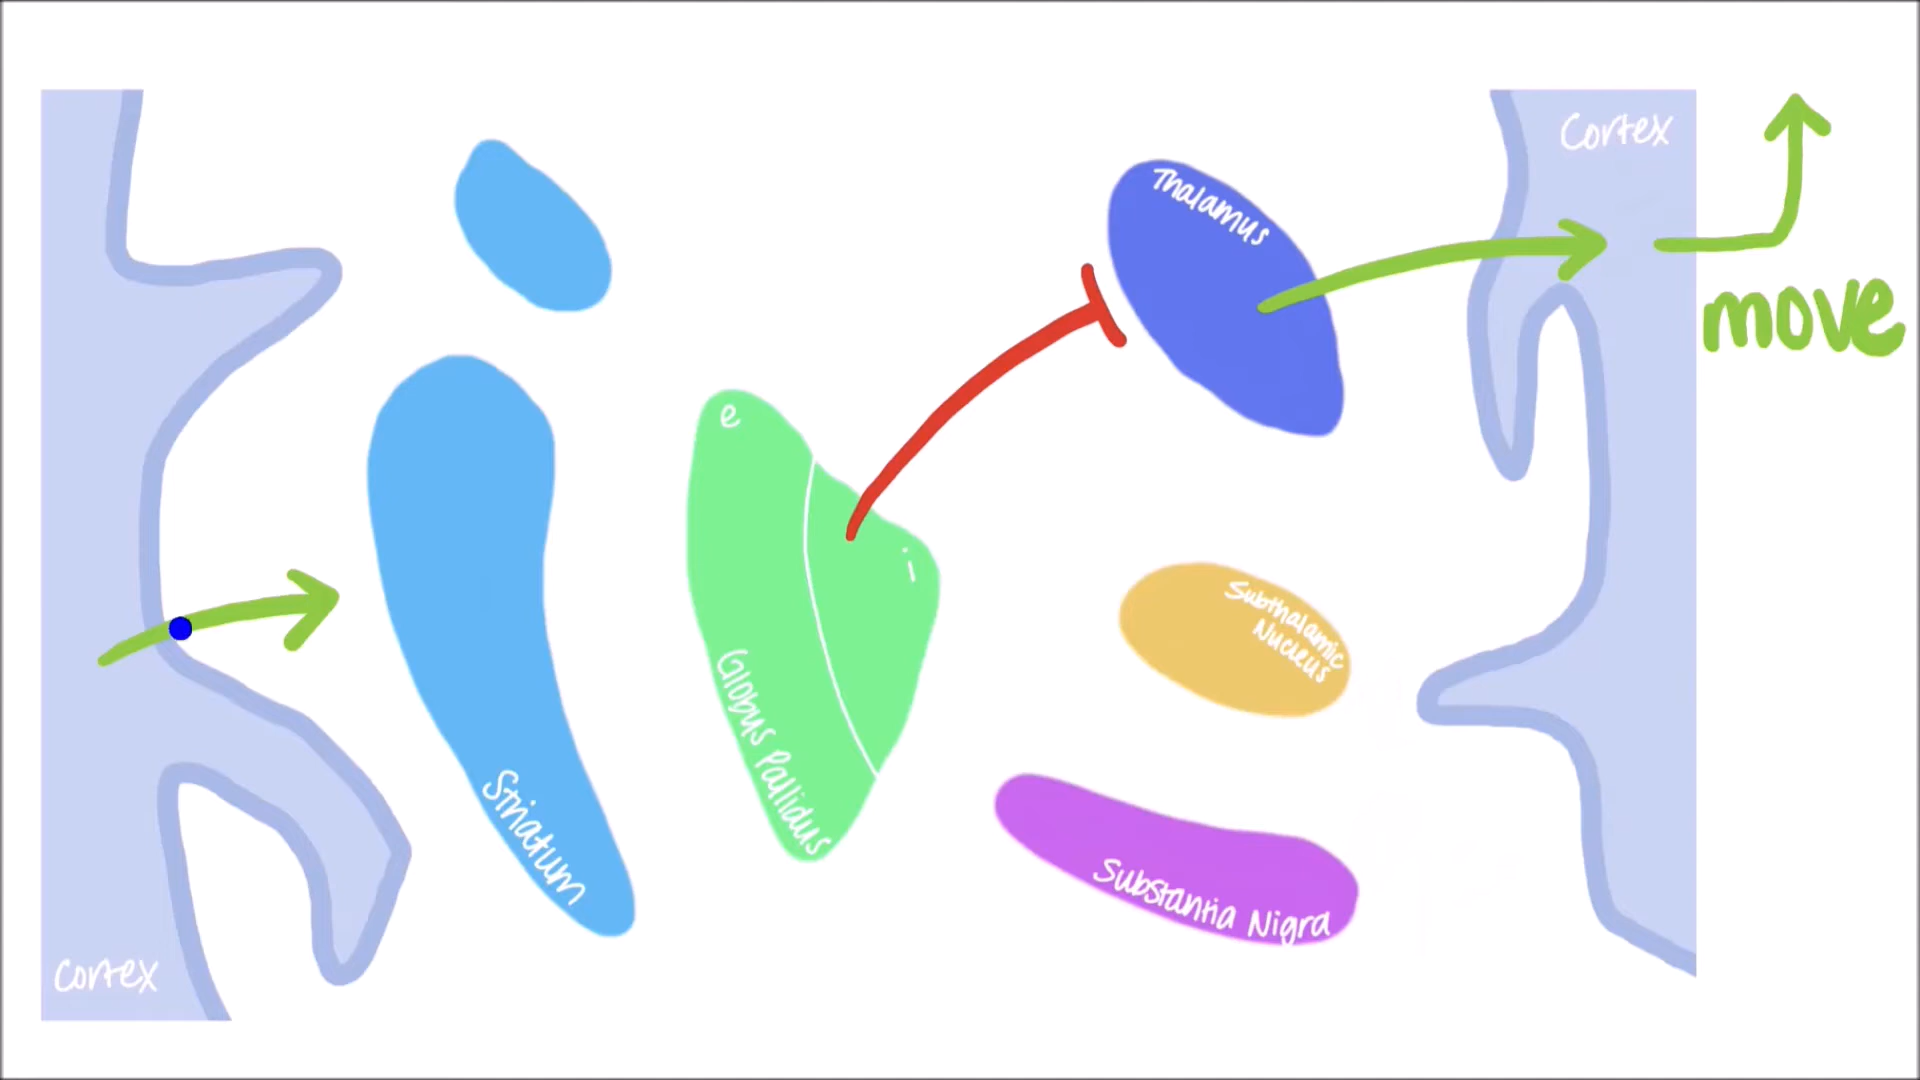 Cortex
Thalamus
move
e
i
Subthalamic
Nucleus
Globus Pallidus
Striatum
Substantia Nigra
Cortex